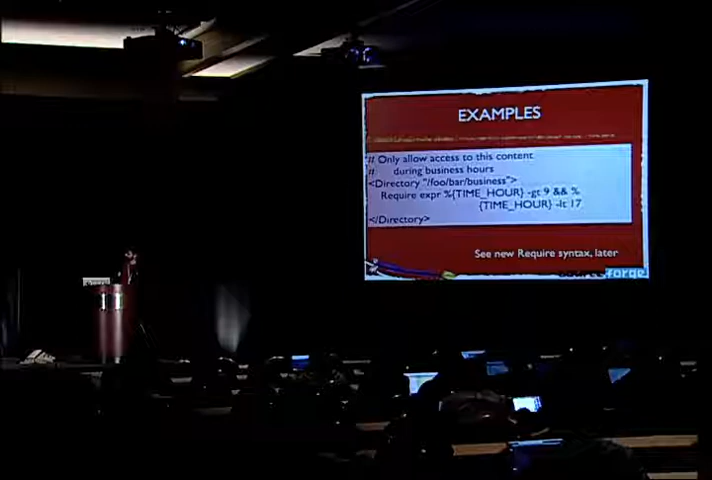 EXAMPLES
# Only allow access to this content
# during business hours
<Directory "/foo/bar/business">
Require expr %{TIME_HOUR} -gt 9 && %
{TIME_HOUR} -lt 17
</Directory>
See new Require syntax, later
sourceforge